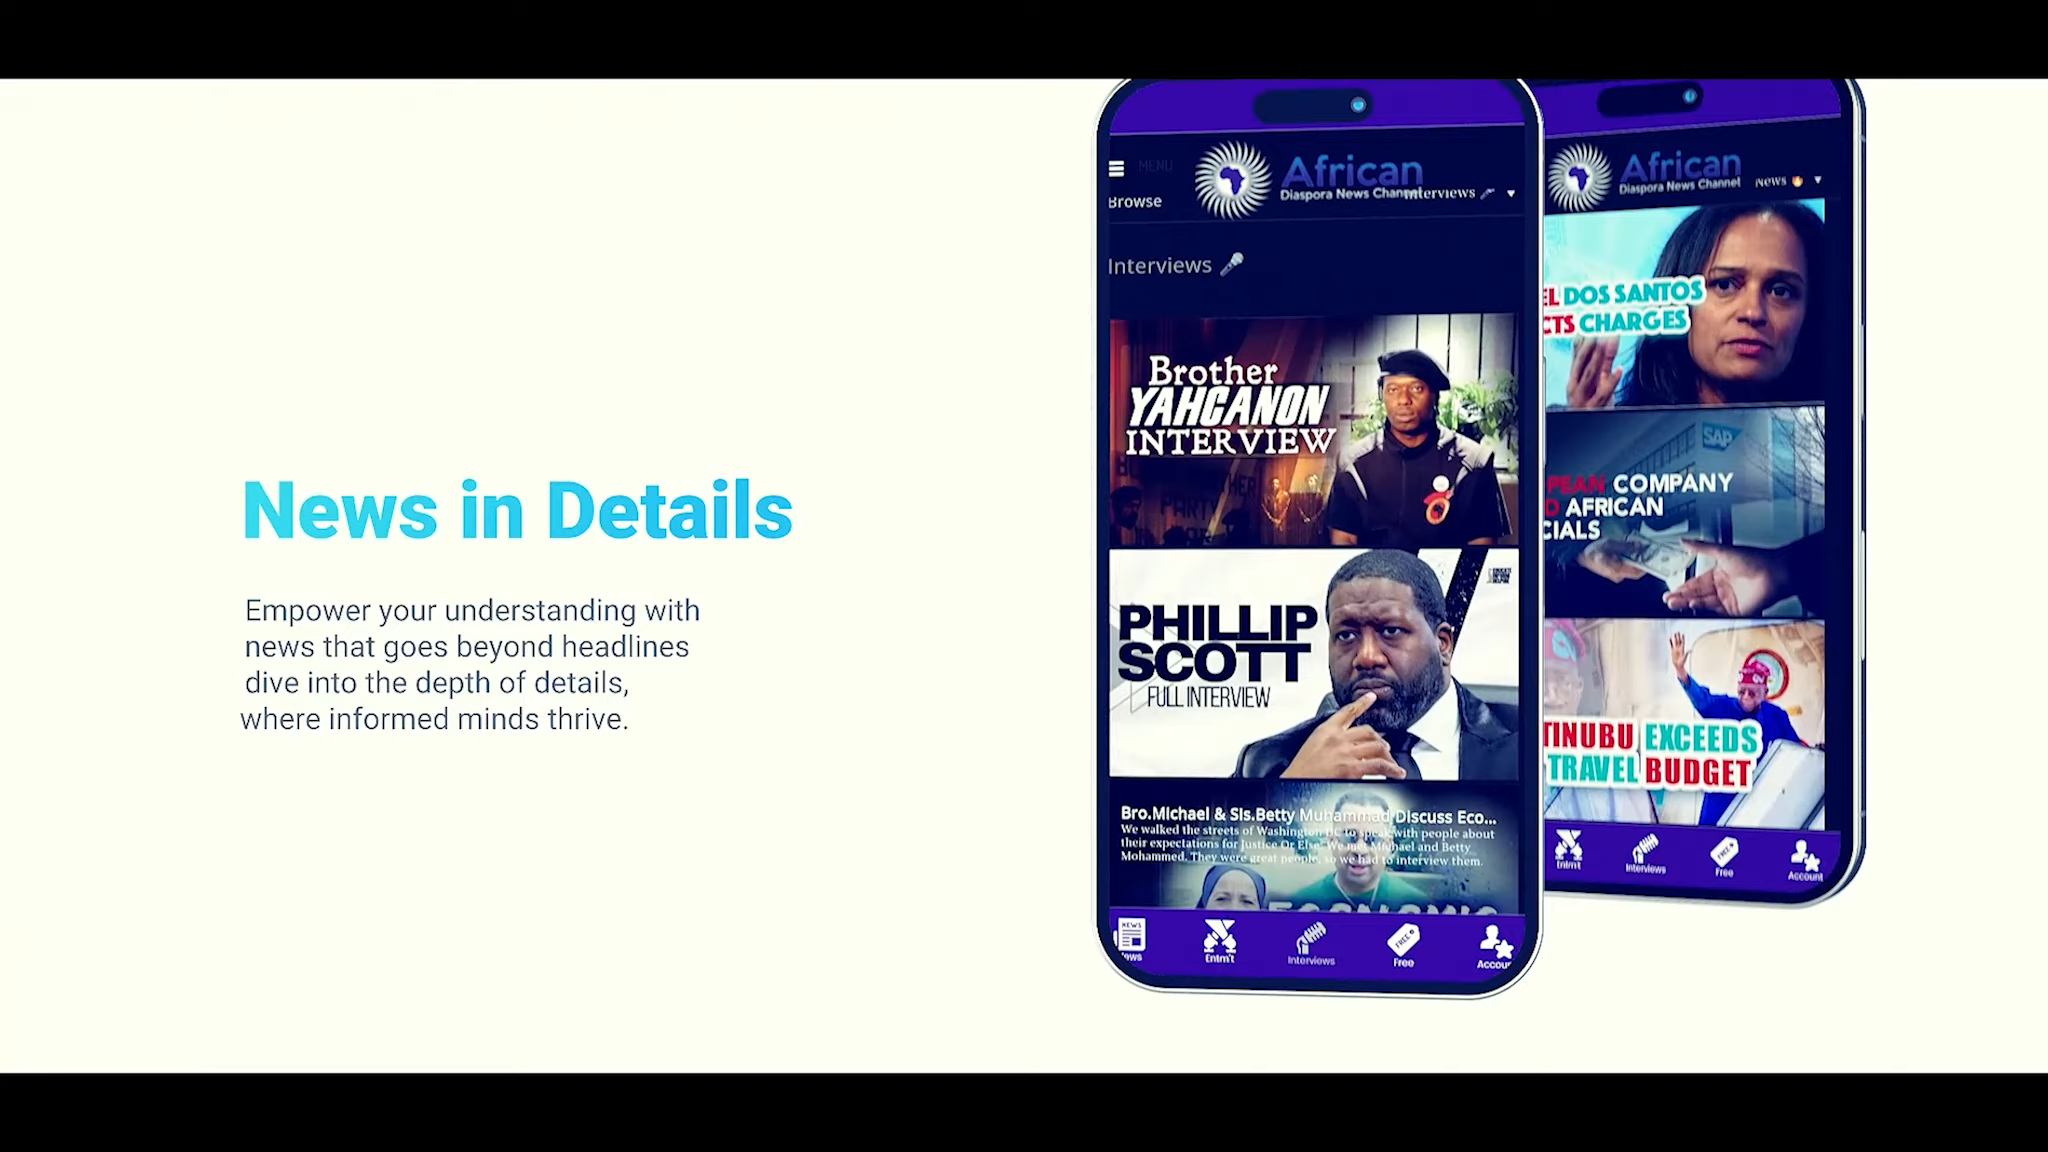 News in Details
Empower your understanding with
news that goes beyond headlines
dive into the depth of details,
where informed minds thrive.
MENU
Browse
African
Diaspora News Channel
Interviews
Interviews
Brother
YAHCANON
INTERVIEW
PHILLIP
SCOTT
FULL INTERVIEW
Bro.Michael & Sis.Betty Muhammad Discuss Eco...
We walked the streets of Washington DC to speak with people about
their expectations for Justice Or Else. We met Michael and Betty
Mohammed. They were great people, so we had to interview them.
NEWS
Entm't
Interviews
FREE
Free
African
Diaspora News Channel
News
DOS SANTOS
CHARGES
SAP
COMPANY
AFRICAN
TINUBU EXCEEDS
TRAVEL BUDGET
Entm't
Interviews
FREE
Free
Account